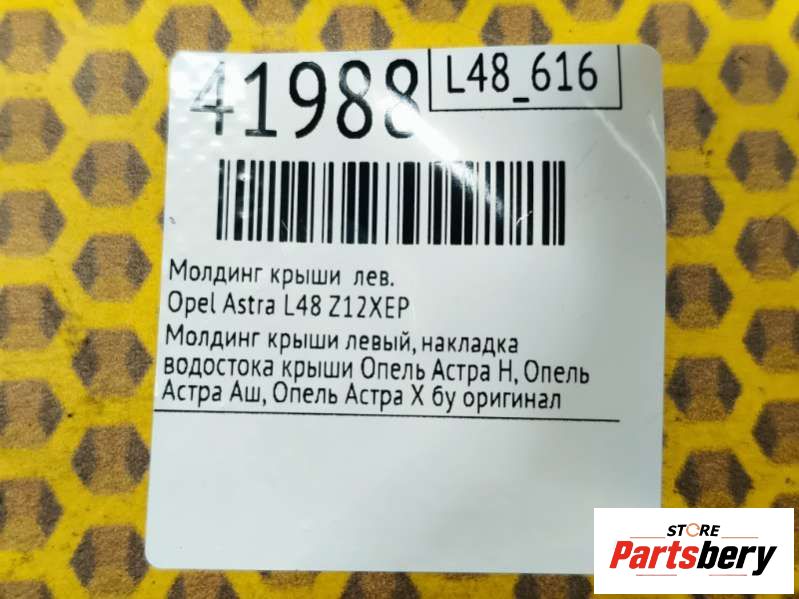 41988
L48_616
Молдинг крыши лев.
Opel Astra L48 Z12XEP
Молдинг крыши левый, накладка
водостока крыши Опель Астра Н, Опель
Астра Аш, Опель Астра Х бу оригинал
STORE
Partsbery